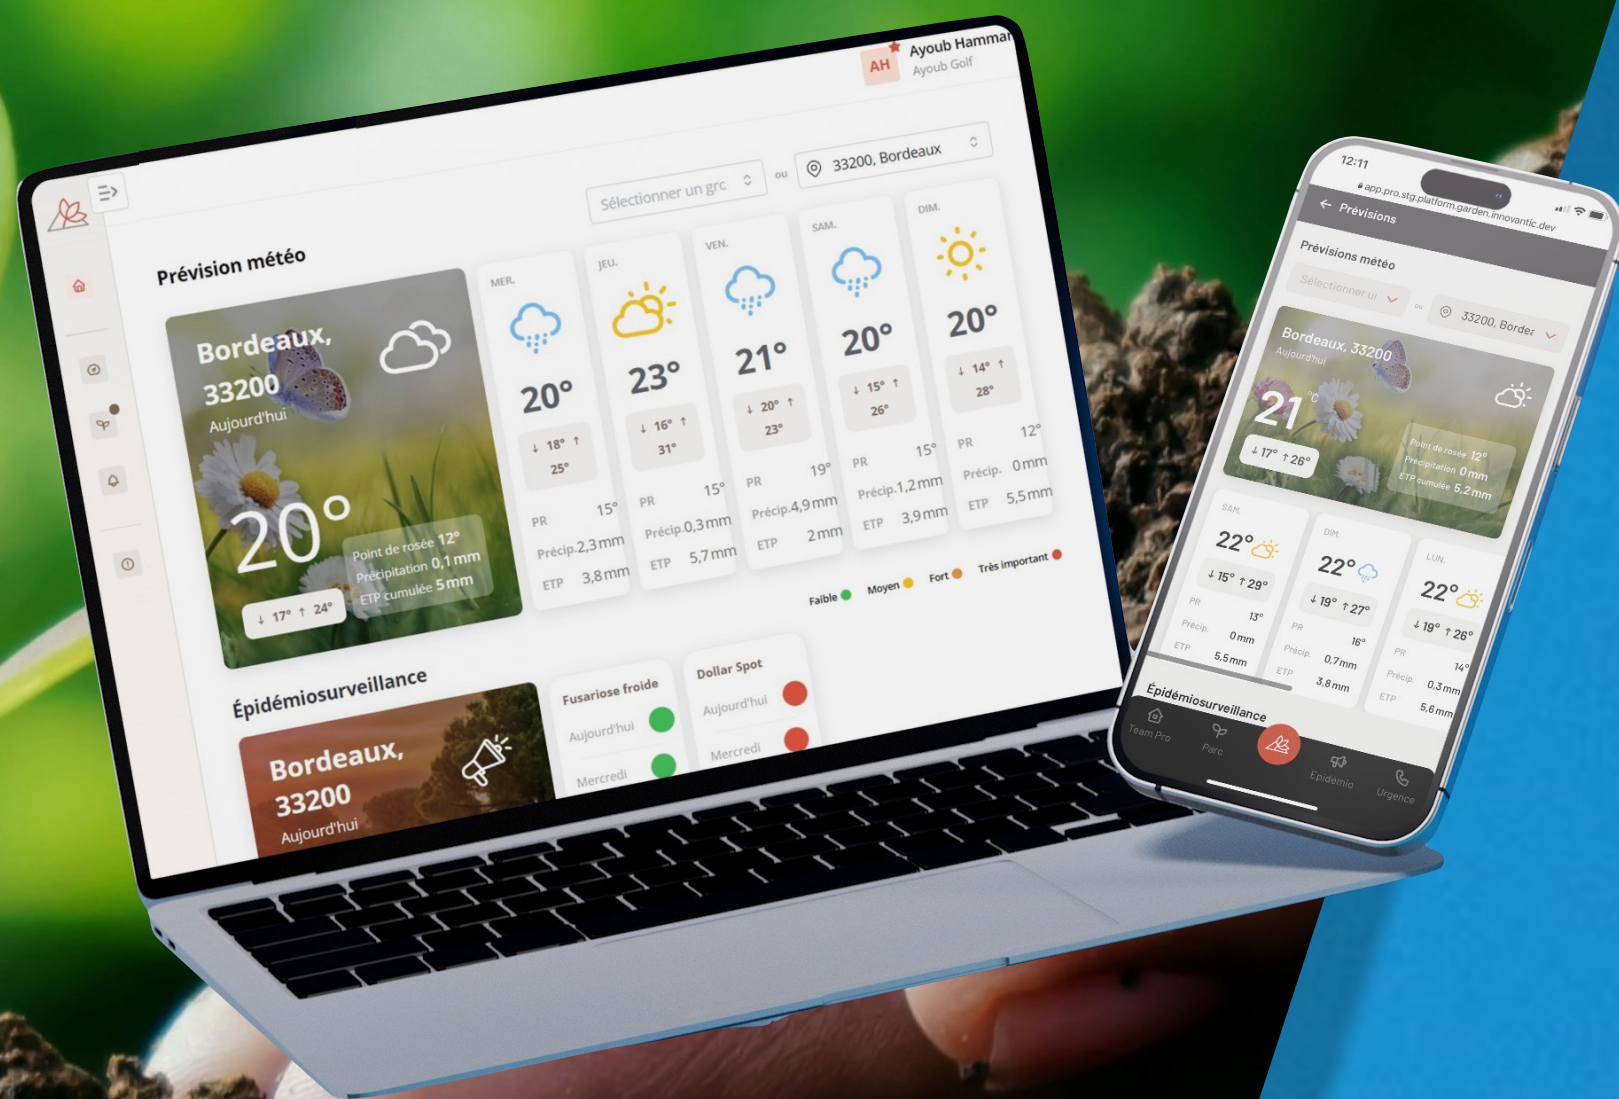 AH
Ayoub Hammam
Ayoub Golf
Sélectionner un grc
ou
33200, Bordeaux
Prévision météo
Bordeaux,
33200
Aujourd'hui
20°
↓ 17° ↑ 24°
Point de rosée 12°
Précipitation 0,1 mm
ETP cumulée 5 mm
MER.
20°
↓ 18° ↑
25°
PR 15°
Précip. 2,3 mm
ETP 3,8 mm
JEU.
23°
↓ 16° ↑
31°
PR 15°
Précip. 0,3 mm
ETP 5,7 mm
VEN.
21°
↓ 20° ↑
23°
PR 19°
Précip. 4,9 mm
ETP 2 mm
SAM.
20°
↓ 15° ↑
26°
PR 15°
Précip. 1,2 mm
ETP 3,9 mm
DIM.
20°
↓ 14° ↑
28°
PR 12°
Précip. 0 mm
ETP 5,5 mm
Faible Moyen Fort Très important
Épidémiosurveillance
Bordeaux,
33200
Aujourd'hui
Fusariose froide
Aujourd'hui
Mercredi
Dollar Spot
Aujourd'hui
Mercredi
12:11
app.pro.stg.platform.garden.innovantic.dev
← Prévisions
Prévisions météo
Sélectionner ui
ou
33200, Bordea
Bordeaux, 33200
Aujourd'hui
21°C
↓ 17° ↑ 26°
Point de rosée 12°
Précipitation 0 mm
ETP cumulée 5,2 mm
SAM.
22°
↓ 15° ↑ 29°
PR 13°
Précip. 0 mm
ETP 5,5 mm
DIM.
22°
↓ 19° ↑ 27°
PR 16°
Précip. 0,7 mm
ETP 3,8 mm
LUN.
22°
↓ 19° ↑ 26°
PR 14°
Précip. 0,3 mm
ETP 5,6 mm
Épidémiosurveillance
Team Pro
Parc
Epidémio
Urgence